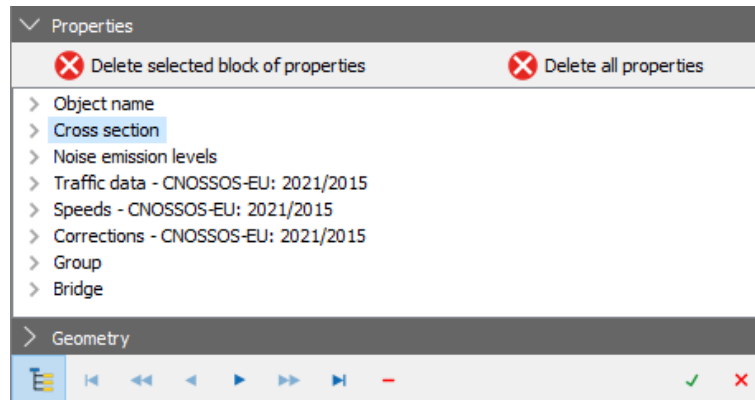 Properties
Delete selected block of properties Delete all properties
Object name
Cross section
Noise emission levels
Traffic data - CNOSSOS-EU: 2021/2015
Speeds - CNOSSOS-EU: 2021/2015
Corrections - CNOSSOS-EU: 2021/2015
Group
Bridge
Geometry